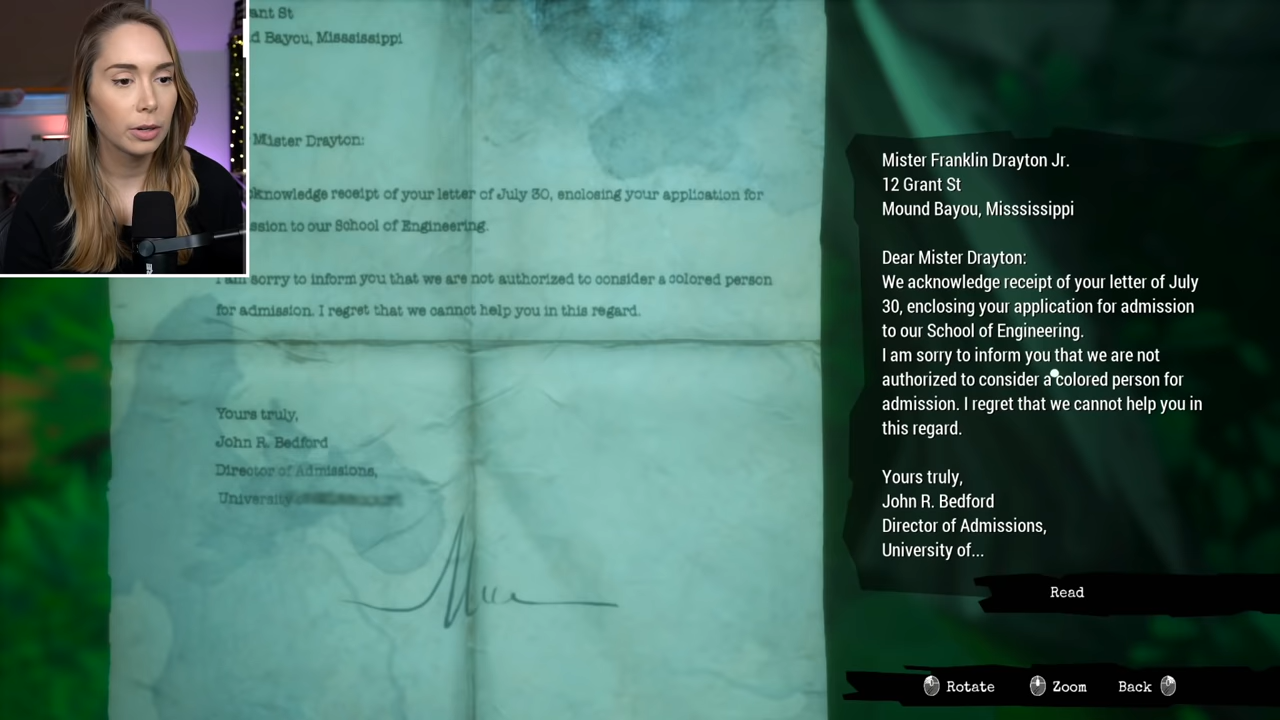 ant St
d Bayou, Mississippi
Mister Drayton:
knowledge receipt of your letter of July 30, enclosing your application for
ssion to our School of Engineering.
I am sorry to inform you that we are not authorized to consider a colored person
for admission. I regret that we cannot help you in this regard.
Yours truly,
John R. Bedford
Director of Admissions,
University
Mister Franklin Drayton Jr.
12 Grant St
Mound Bayou, Misssissippi
Dear Mister Drayton:
We acknowledge receipt of your letter of July
30, enclosing your application for admission
to our School of Engineering.
I am sorry to inform you that we are not
authorized to consider a colored person for
admission. I regret that we cannot help you in
this regard.
Yours truly,
John R. Bedford
Director of Admissions,
University of...
Read
Rotate Zoom Back